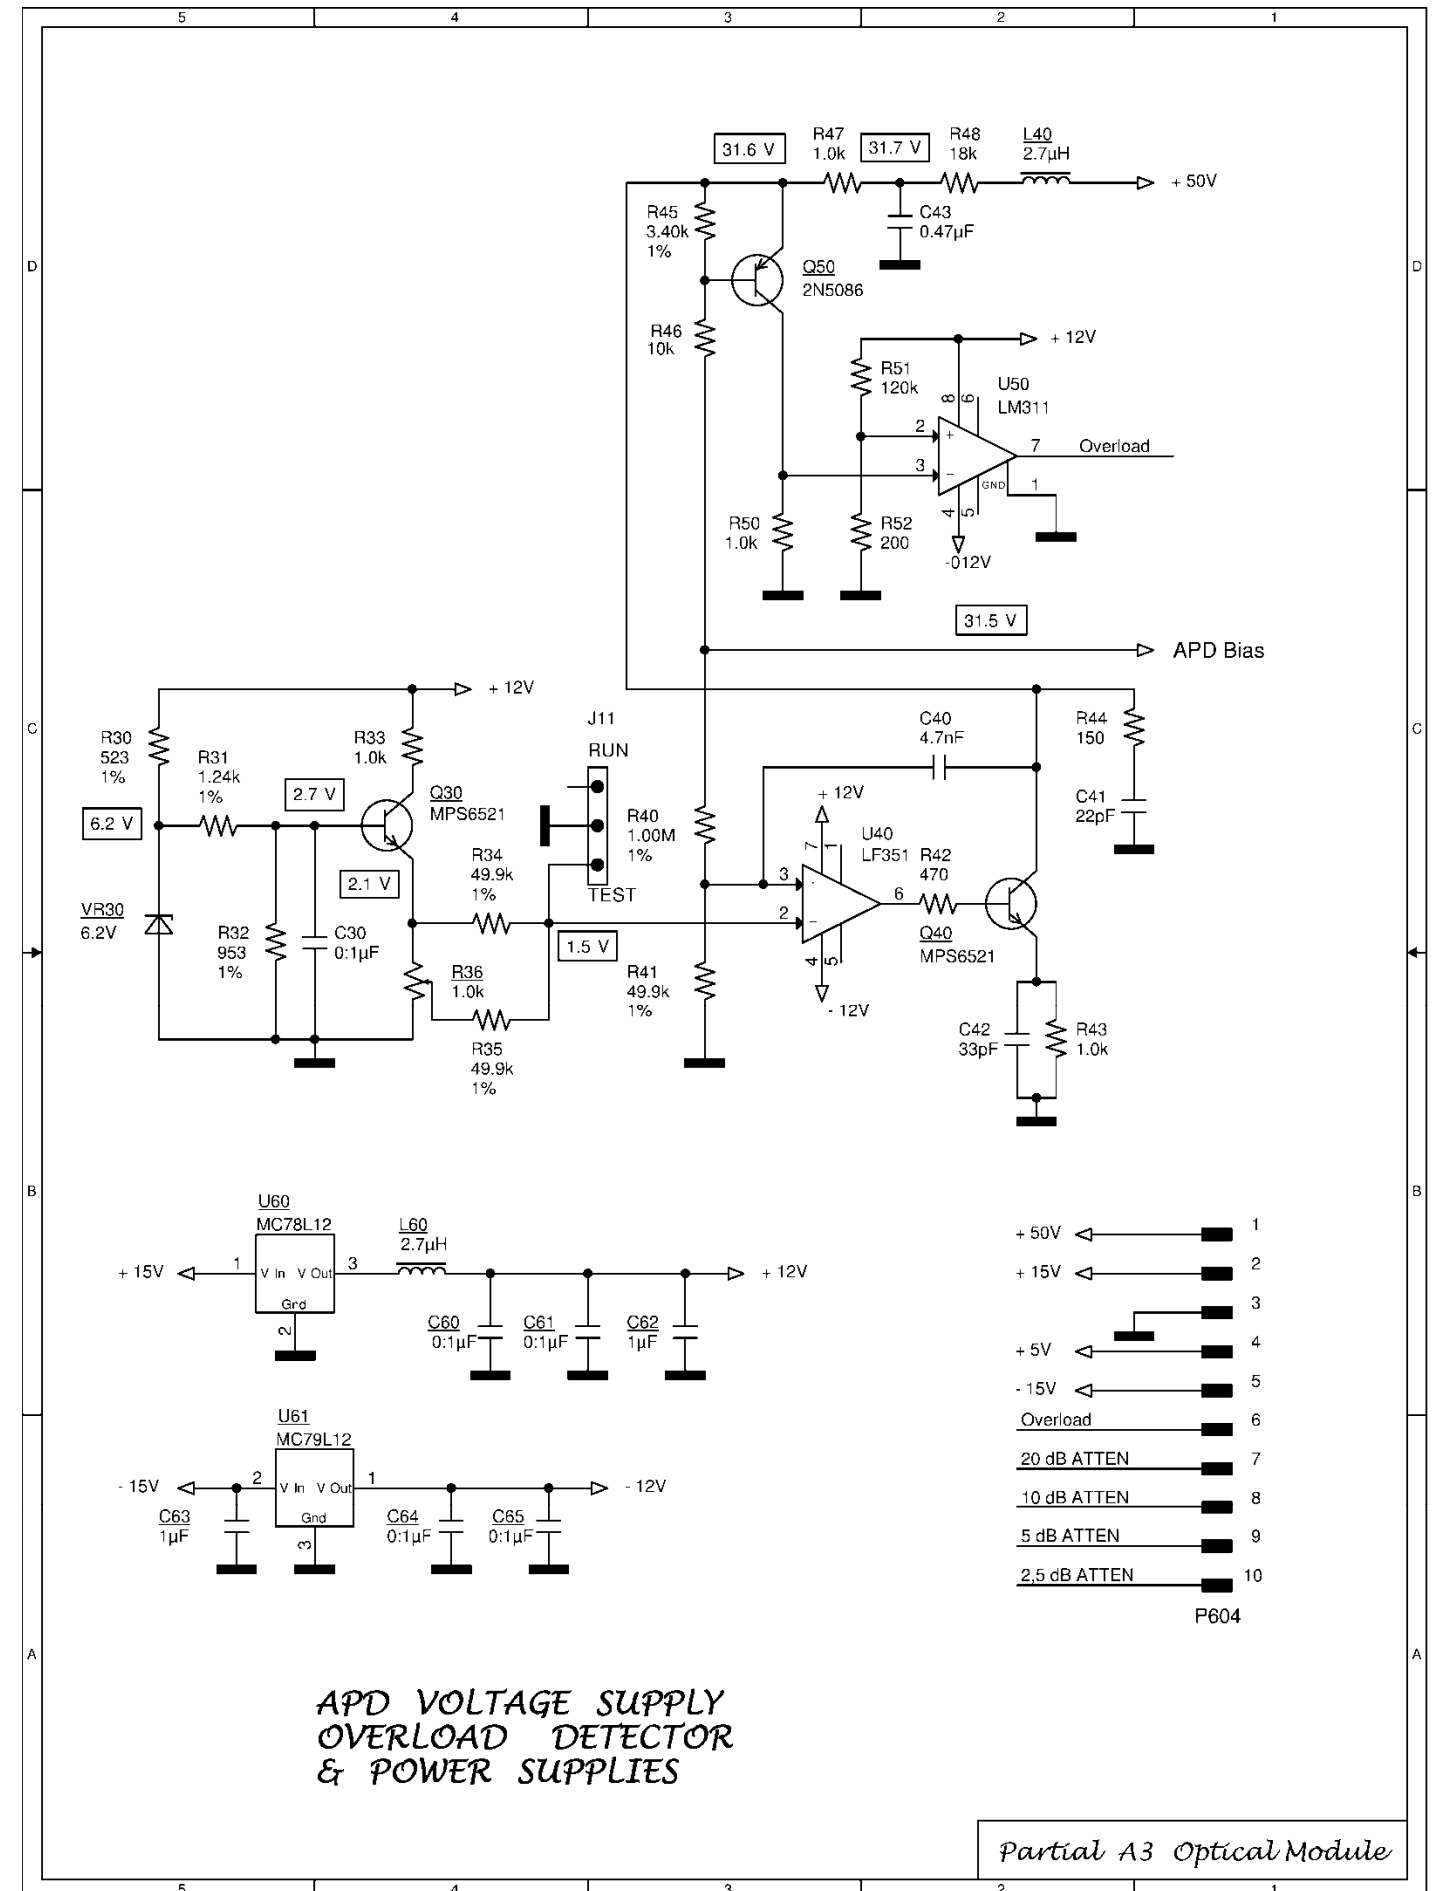 5 4 3 2 1
D D
C C
B B
A A
31.6 V
R47
1.0k
31.7 V
R48
18k
L40
2.7µH
+ 50V
R45
3.40k
1%
C43
0.47µF
Q50
2N5086
R46
10k
+ 12V
R51
120k
U50
LM311
8 6
2 +
3 -
7 Overload
GND 1
4 5
-012V
R50
1.0k
R52
200
31.5 V
APD Bias
+ 12V
R30
523
1%
R31
1.24k
1%
R33
1.0k
2.7 V
6.2 V
Q30
MPS6521
2.1 V
VR30
6.2V
R32
953
1%
C30
0:1µF
R34
49.9k
1%
R36
1.0k
R35
49.9k
1%
J11
RUN
TEST
1.5 V
R40
1.00M
1%
R41
49.9k
1%
C40
4.7nF
+ 12V
U40
LF351
7 1
3
2 -
6
4 5
- 12V
R42
470
Q40
MPS6521
R44
150
C41
22pF
C42
33pF
R43
1.0k
U60
MC78L12
+ 15V
1 V In V Out 3
Grd
2
L60
2.7µH
+ 12V
C60
0:1µF
C61
0:1µF
C62
1µF
U61
MC79L12
- 15V
2 V In V Out 1
Gnd
3
- 12V
C63
1µF
C64
0:1µF
C65
0:1µF
+ 50V 1
+ 15V 2
3
+ 5V 4
- 15V 5
Overload 6
20 dB ATTEN 7
10 dB ATTEN 8
5 dB ATTEN 9
2,5 dB ATTEN 10
P604
APD VOLTAGE SUPPLY
OVERLOAD DETECTOR
& POWER SUPPLIES
Partial A3 Optical Module
5 4 3 2 1